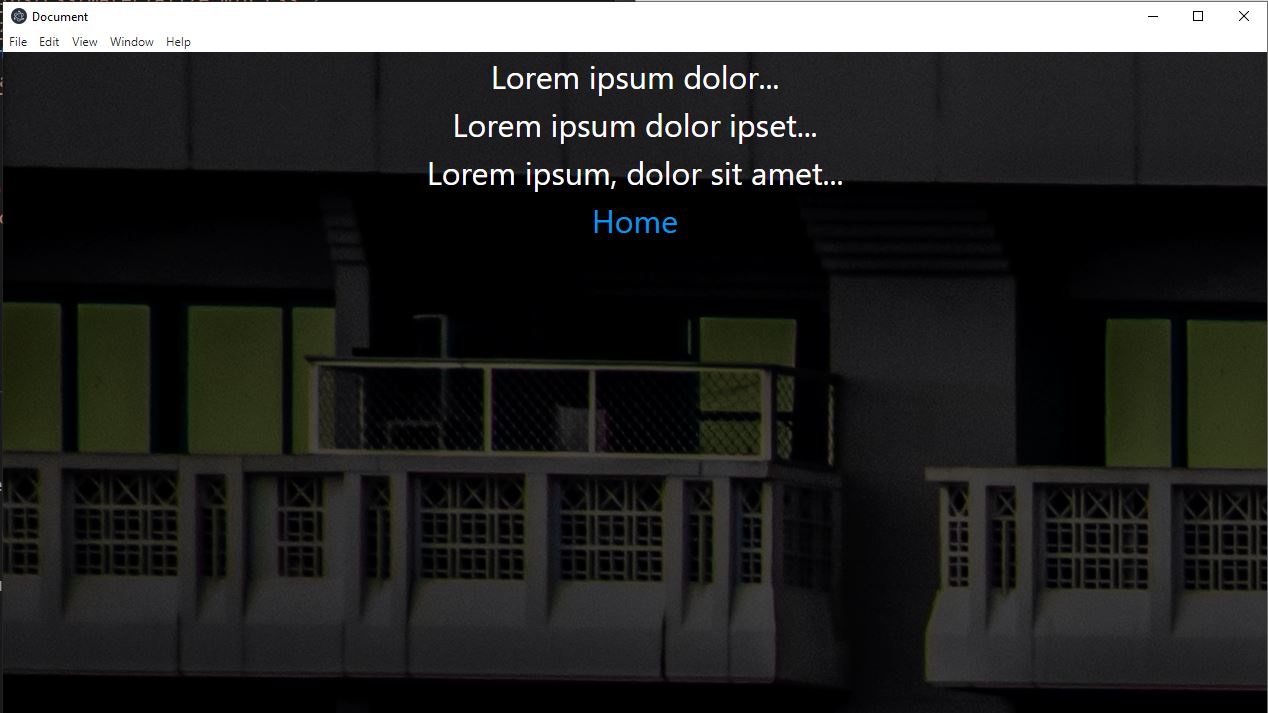 Document
File Edit View Window Help
Lorem ipsum dolor...
Lorem ipsum dolor ipset...
Lorem ipsum, dolor sit amet...
Home